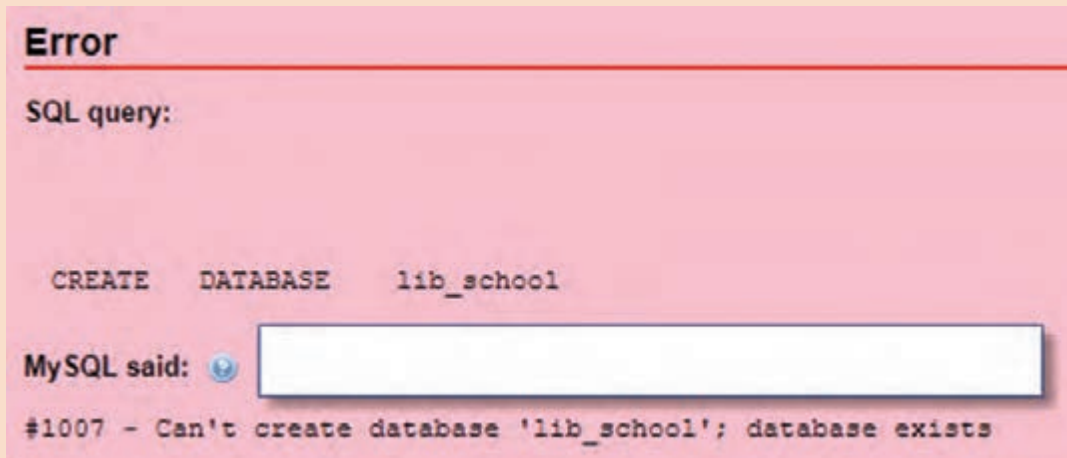 Error
SQL query:
CREATE DATABASE lib_school
MySQL said:
#1007 - Can't create database 'lib_school'; database exists